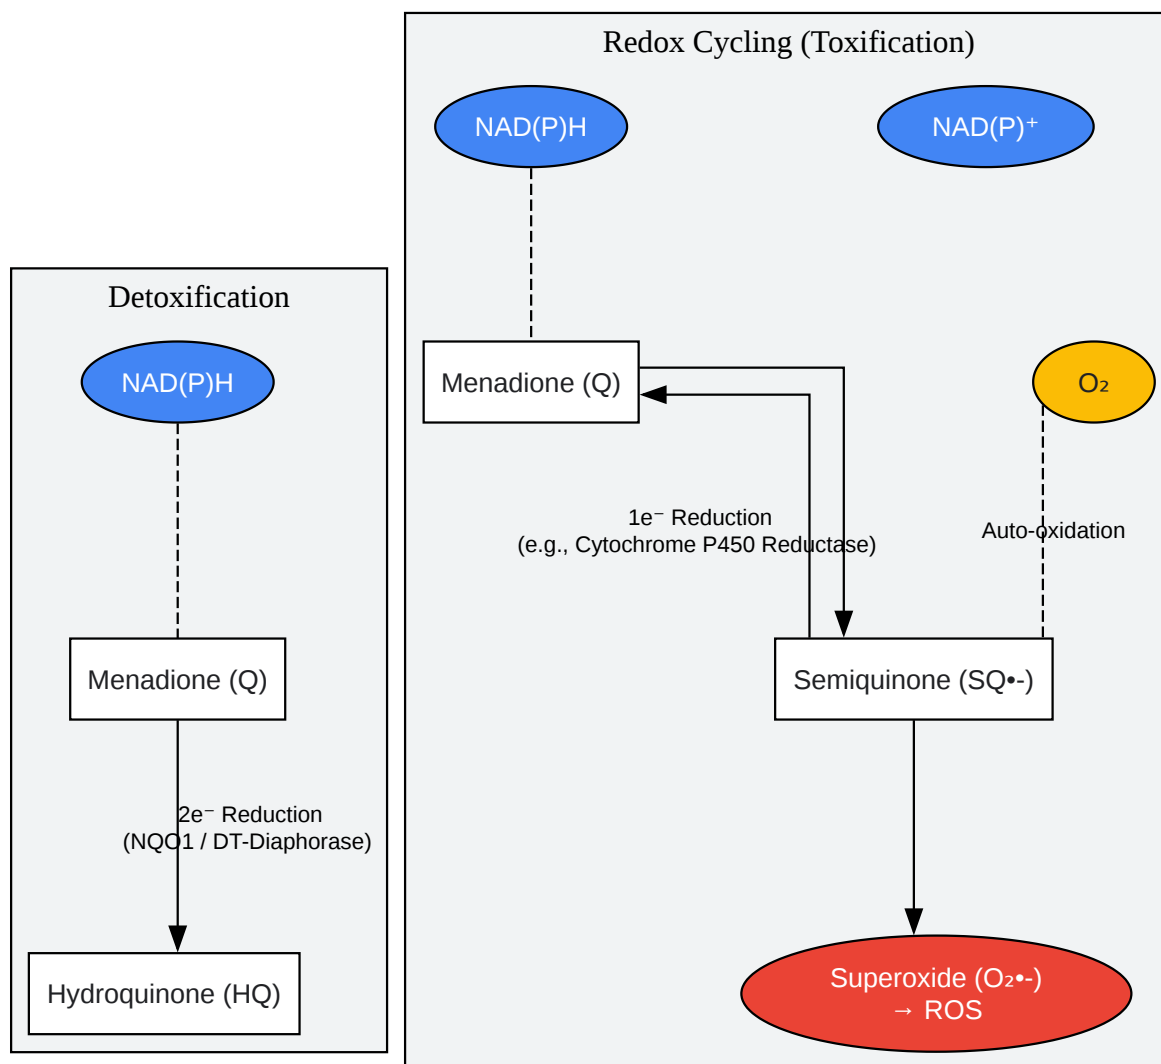 Detoxification
NAD(P)H
Menadione (Q)
2e⁻ Reduction
(NQO1 / DT-Diaphorase)
Hydroquinone (HQ)
Redox Cycling (Toxification)
NAD(P)H
NAD(P)⁺
Menadione (Q)
O₂
1e⁻ Reduction
(e.g., Cytochrome P450 Reductase)
Auto-oxidation
Semiquinone (SQ•-)
Superoxide (O₂•-)
→ ROS